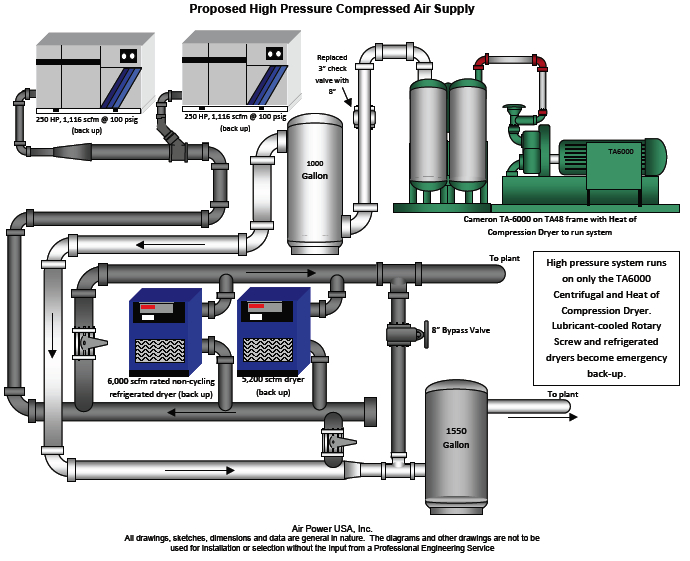 Proposed High Pressure Compressed Air Supply
250 HP, 1,116 scfm @ 100 psig
(back up)
250 HP, 1,116 scfm @ 100 psig
(back up)
Replaced
3" check
valve with
8"
1000
Gallon
TA6000
Cameron TA-6000 on TA48 frame with Heat of
Compression Dryer to run system
To plant
High pressure system runs
on only the TA6000
Centrifugal and Heat of
Compression Dryer.
Lubricant-cooled Rotary
Screw and refrigerated
dryers become emergency
back-up.
8" Bypass Valve
6,000 scfm rated non-cycling
refrigerated dryer (back up)
5,200 scfm dryer
(back up)
To plant
1550
Gallon
Air Power USA, Inc.
All drawings, sketches, dimensions and data are general in nature. The diagrams and other drawings are not to be
used for installation or selection without the input from a Professional Engineering Service